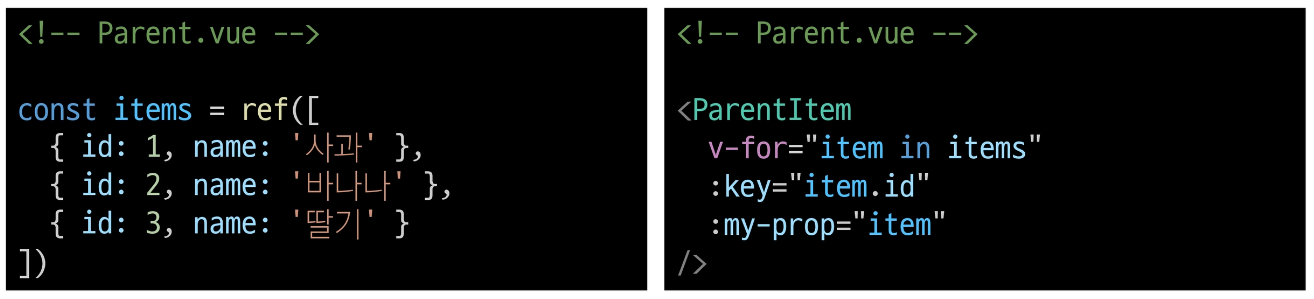 <!-- Parent.vue -->
const items = ref([
  { id: 1, name: '사과' },
  { id: 2, name: '바나나' },
  { id: 3, name: '딸기' }
])
<!-- Parent.vue -->
<ParentItem
  v-for="item in items"
  :key="item.id"
  :my-prop="item"
/>